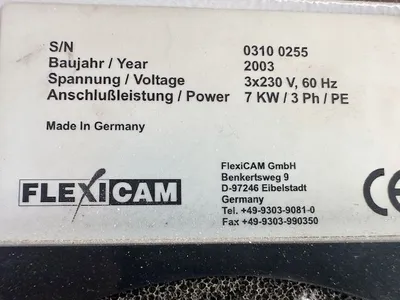 S/N 0310 0255
Baujahr / Year 2003
Spannung / Voltage 3x230 V, 60 Hz
Anschlußleistung / Power 7 KW / 3 Ph / PE
Made In Germany
FlexiCAM GmbH
Benkertsweg 9
D-97246 Eibelstadt
Germany
Tel. +49-9303-9081-0
Fax +49-9303-990350
FLEXICAM
CE